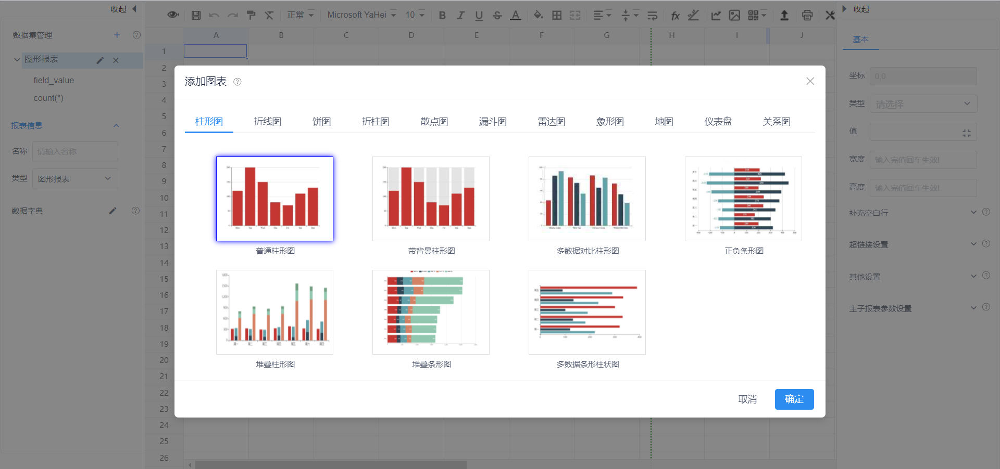 收起
数据集管理
图形报表
field_value
count(*)
报表信息
名称 请输入名称
类型 图形报表
数据字典
正常 Microsoft YaHei 10 B I U S A fx
A B C D E F G H I J
1
2
3
4
5
6
7
8
9
10
11
12
13
14
15
16
17
18
19
20
21
22
23
24
25
26
添加图表
柱形图 折线图 饼图 折柱图 散点图 漏斗图 雷达图 象形图 地图 仪表盘 关系图
普通柱形图 带背景柱形图 多数据对比柱形图 正负条形图
堆叠柱形图 堆叠条形图 多数据条形柱状图
取消 确定
收起
基本
坐标 0,0
类型 请选择
值
宽度 输入完值回车生效!
高度 输入完值回车生效!
补充空白行
超链接设置
其他设置
主子报表参数设置